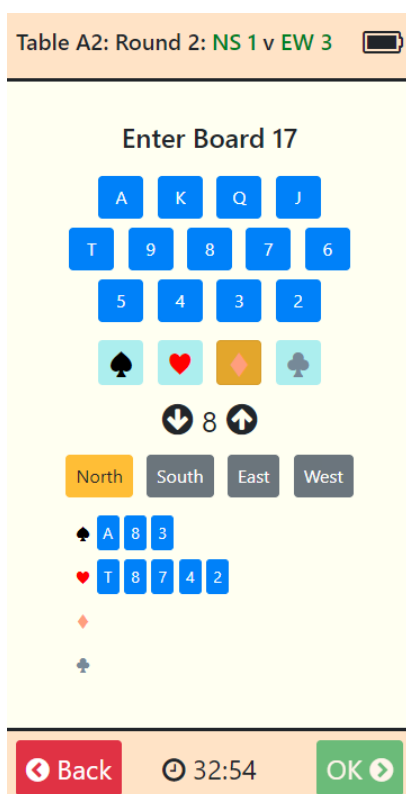 Table A2: Round 2: NS 1 v EW 3
Enter Board 17
A K Q J
T 9 8 7 6
5 4 3 2
♠ ♥ ♦ ♣
8
North South East West
♠ A 8 3
♥ T 8 7 4 2
♦
♣
Back 32:54 OK